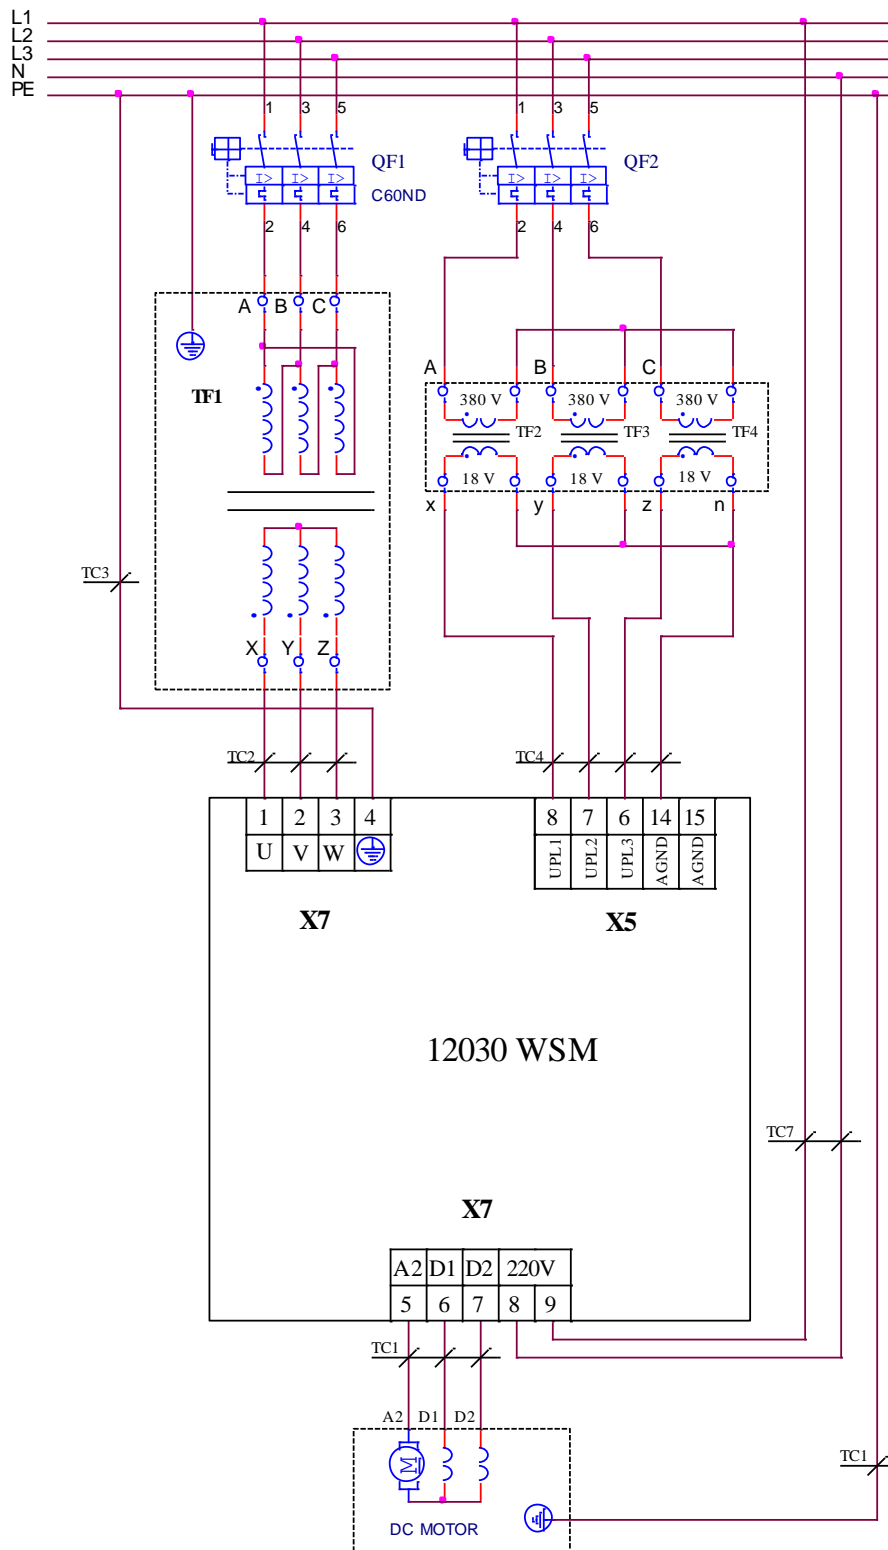 L1
L2
L3
N
PE
1 3 5
1 3 5
QF1
QF2
I> I> I>
I> I> I>
C60ND
2 4 6
2 4 6
A B C
A B C
TF1
380 V 380 V 380 V
TF2 TF3 TF4
18 V 18 V 18 V
x y z n
TC3
X Y Z
TC2
TC4
1 2 3 4
8 7 6 14 15
U V W
UPL1 UPL2 UPL3 AGND AGND
X7
X5
12030 WSM
TC7
X7
A2 D1 D2 220V
5 6 7 8 9
TC1
A2 D1 D2
M
TC1
DC MOTOR